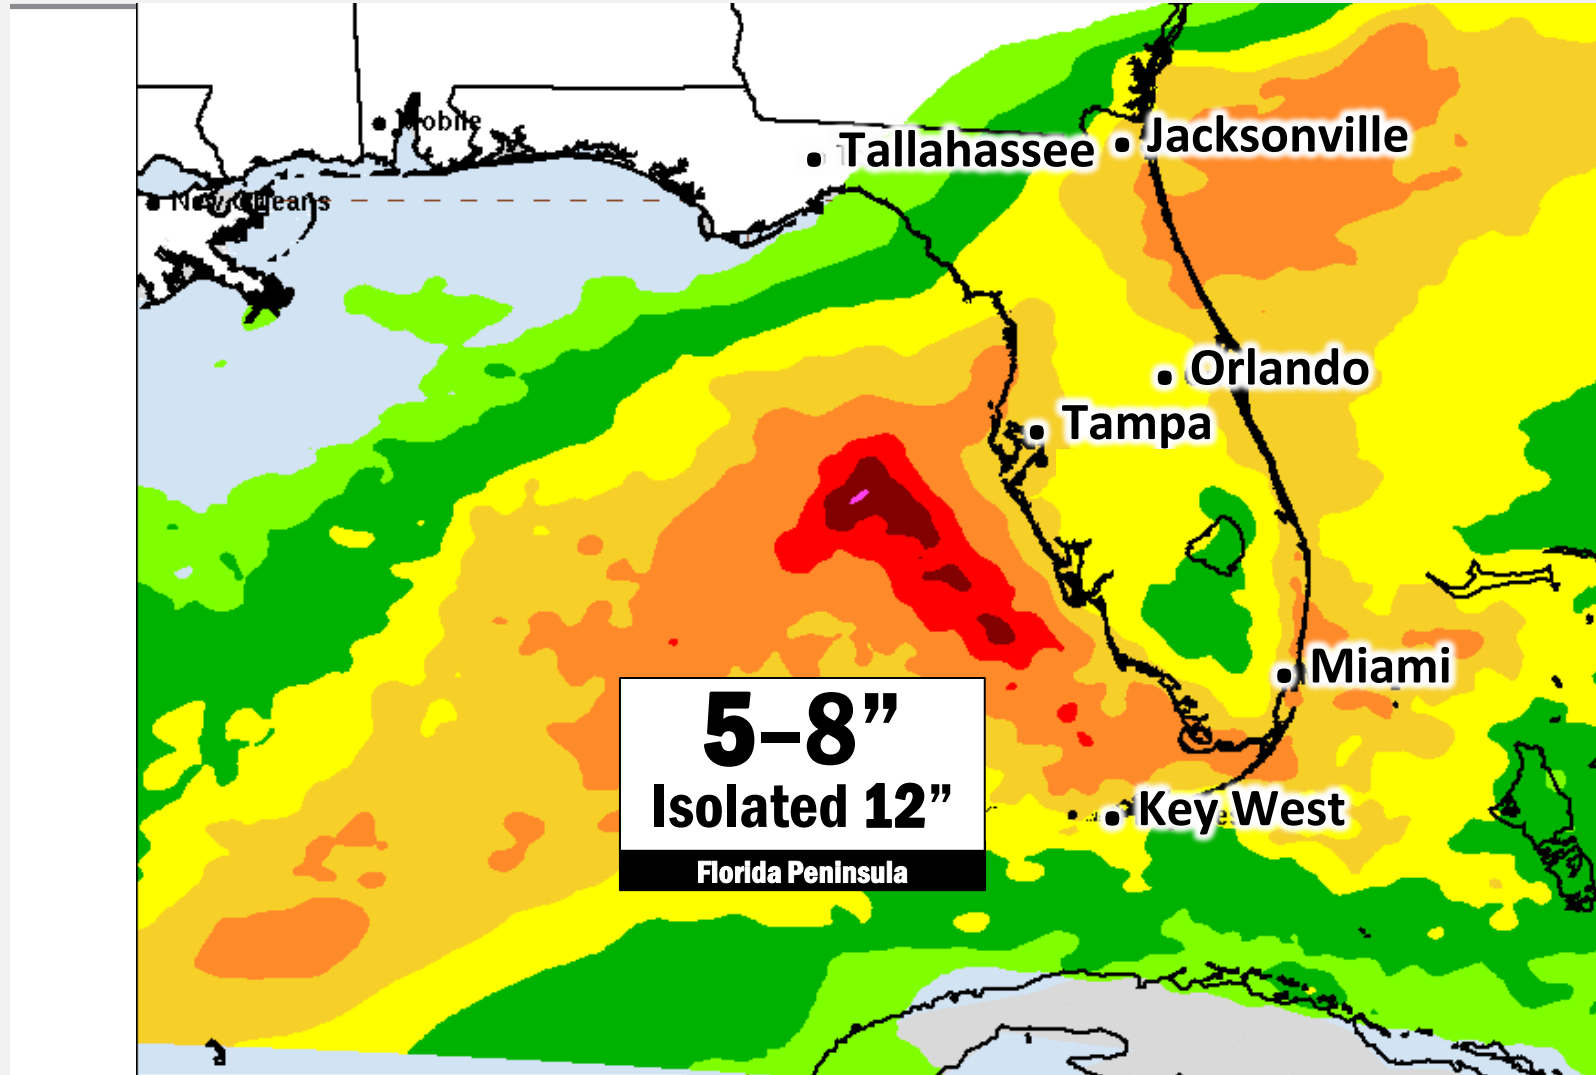 Mobile
Tallahassee
Jacksonville
New Orleans
Orlando
Tampa
Miami
5–8”
Isolated 12”
Florida Peninsula
Key West